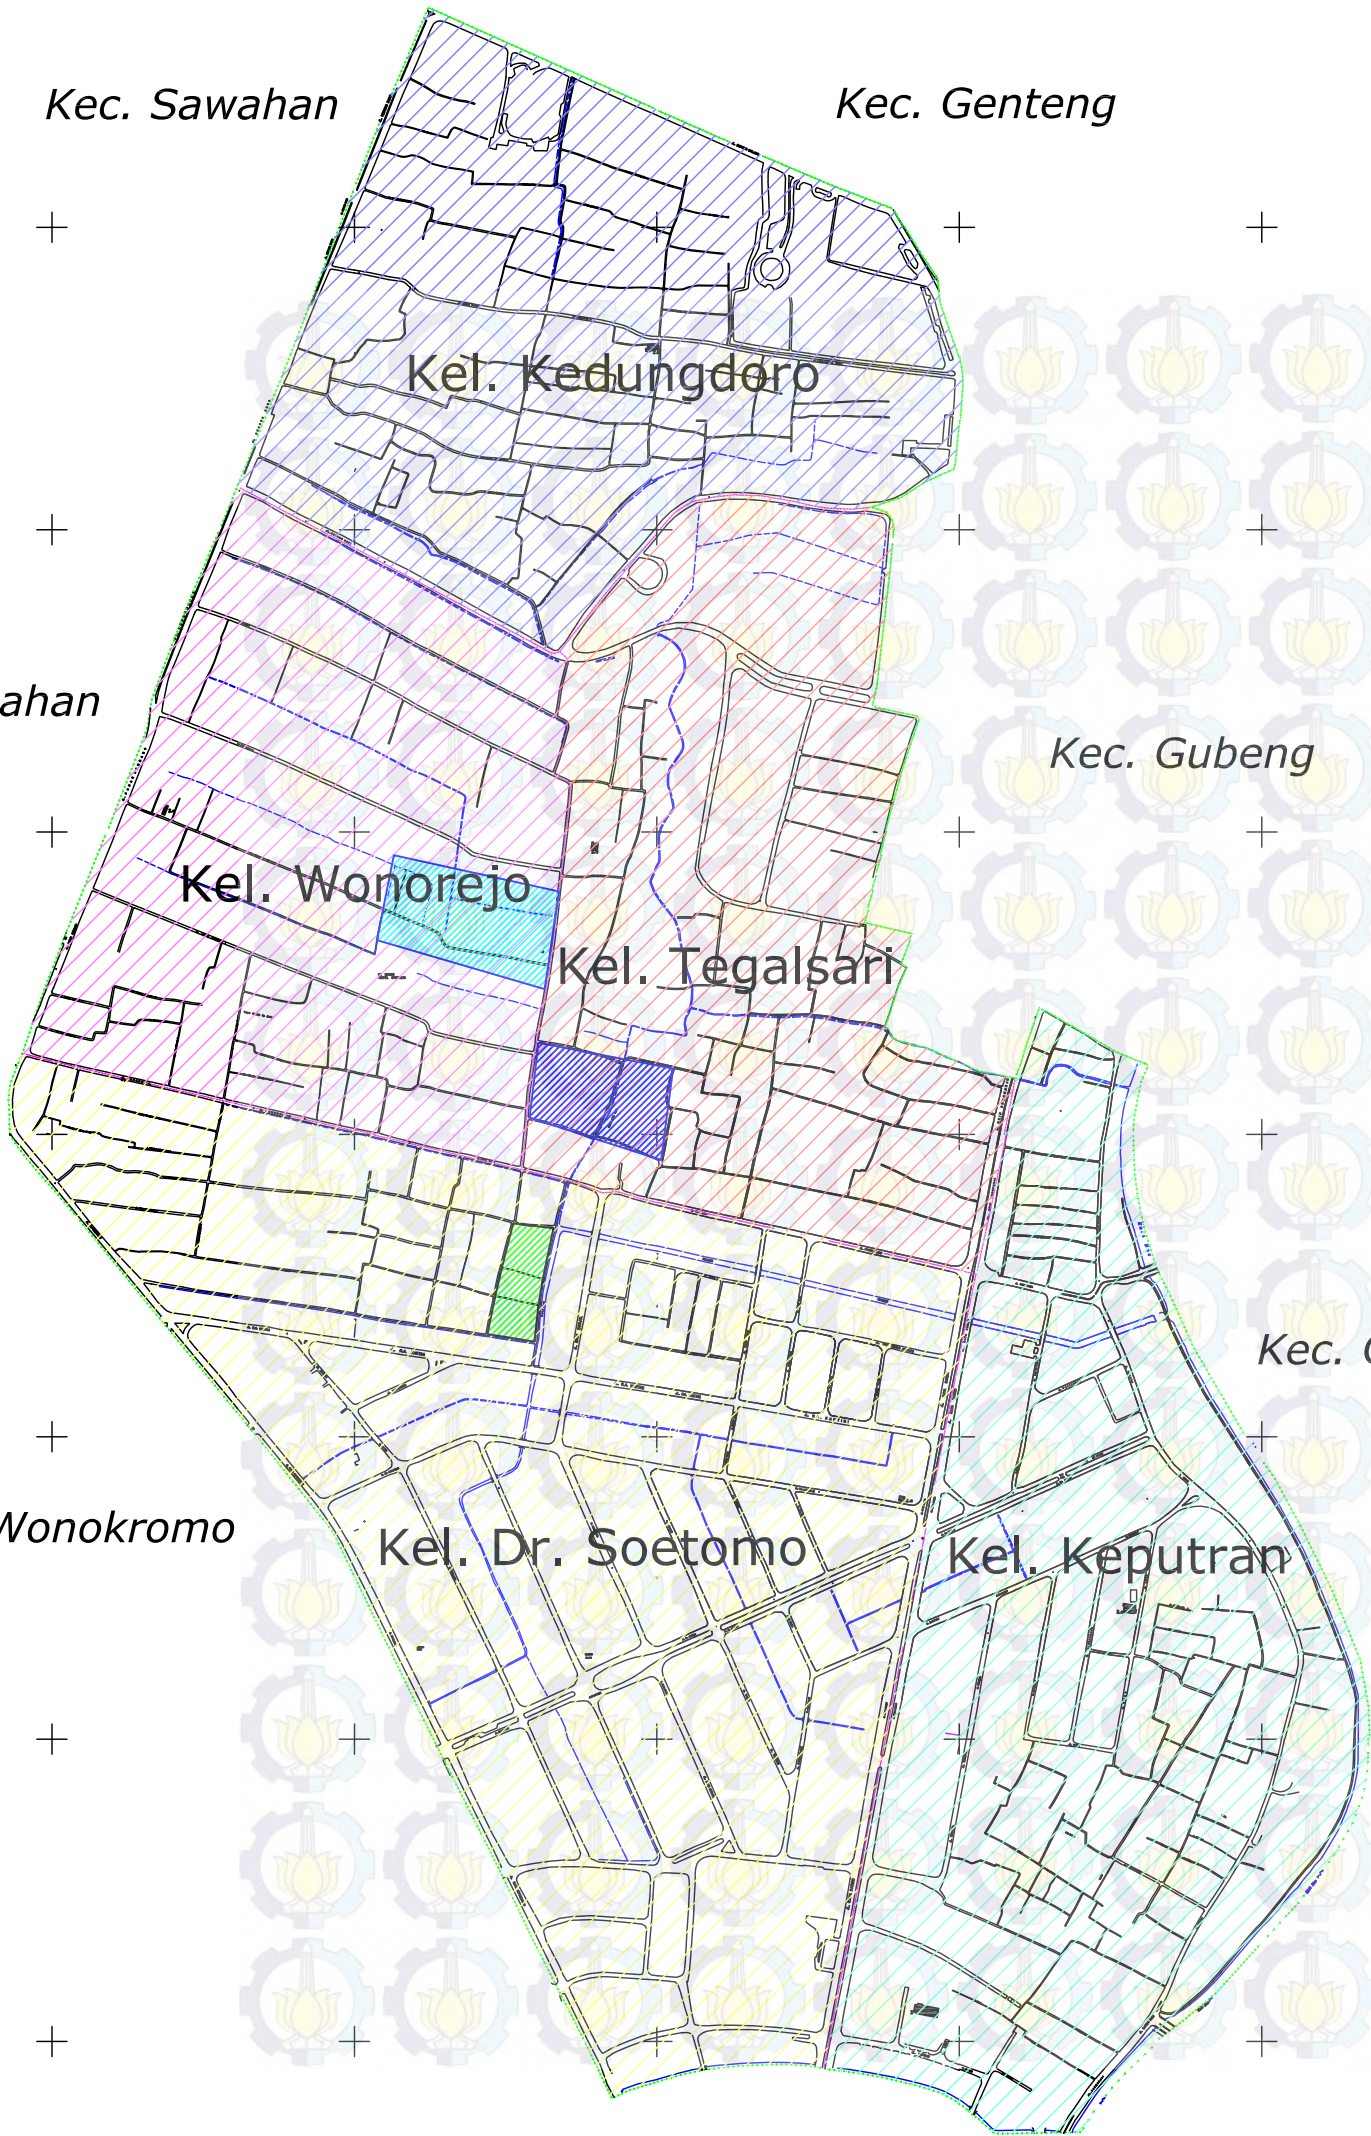 Kec. Sawahan
Kec. Genteng
Kel. Kedungdoro
ahan
Kec. Gubeng
Kel. Wonorejo
Kel. Tegalsari
Kec. G
Wonokromo
Kel. Dr. Soetomo
Kel. Keputran